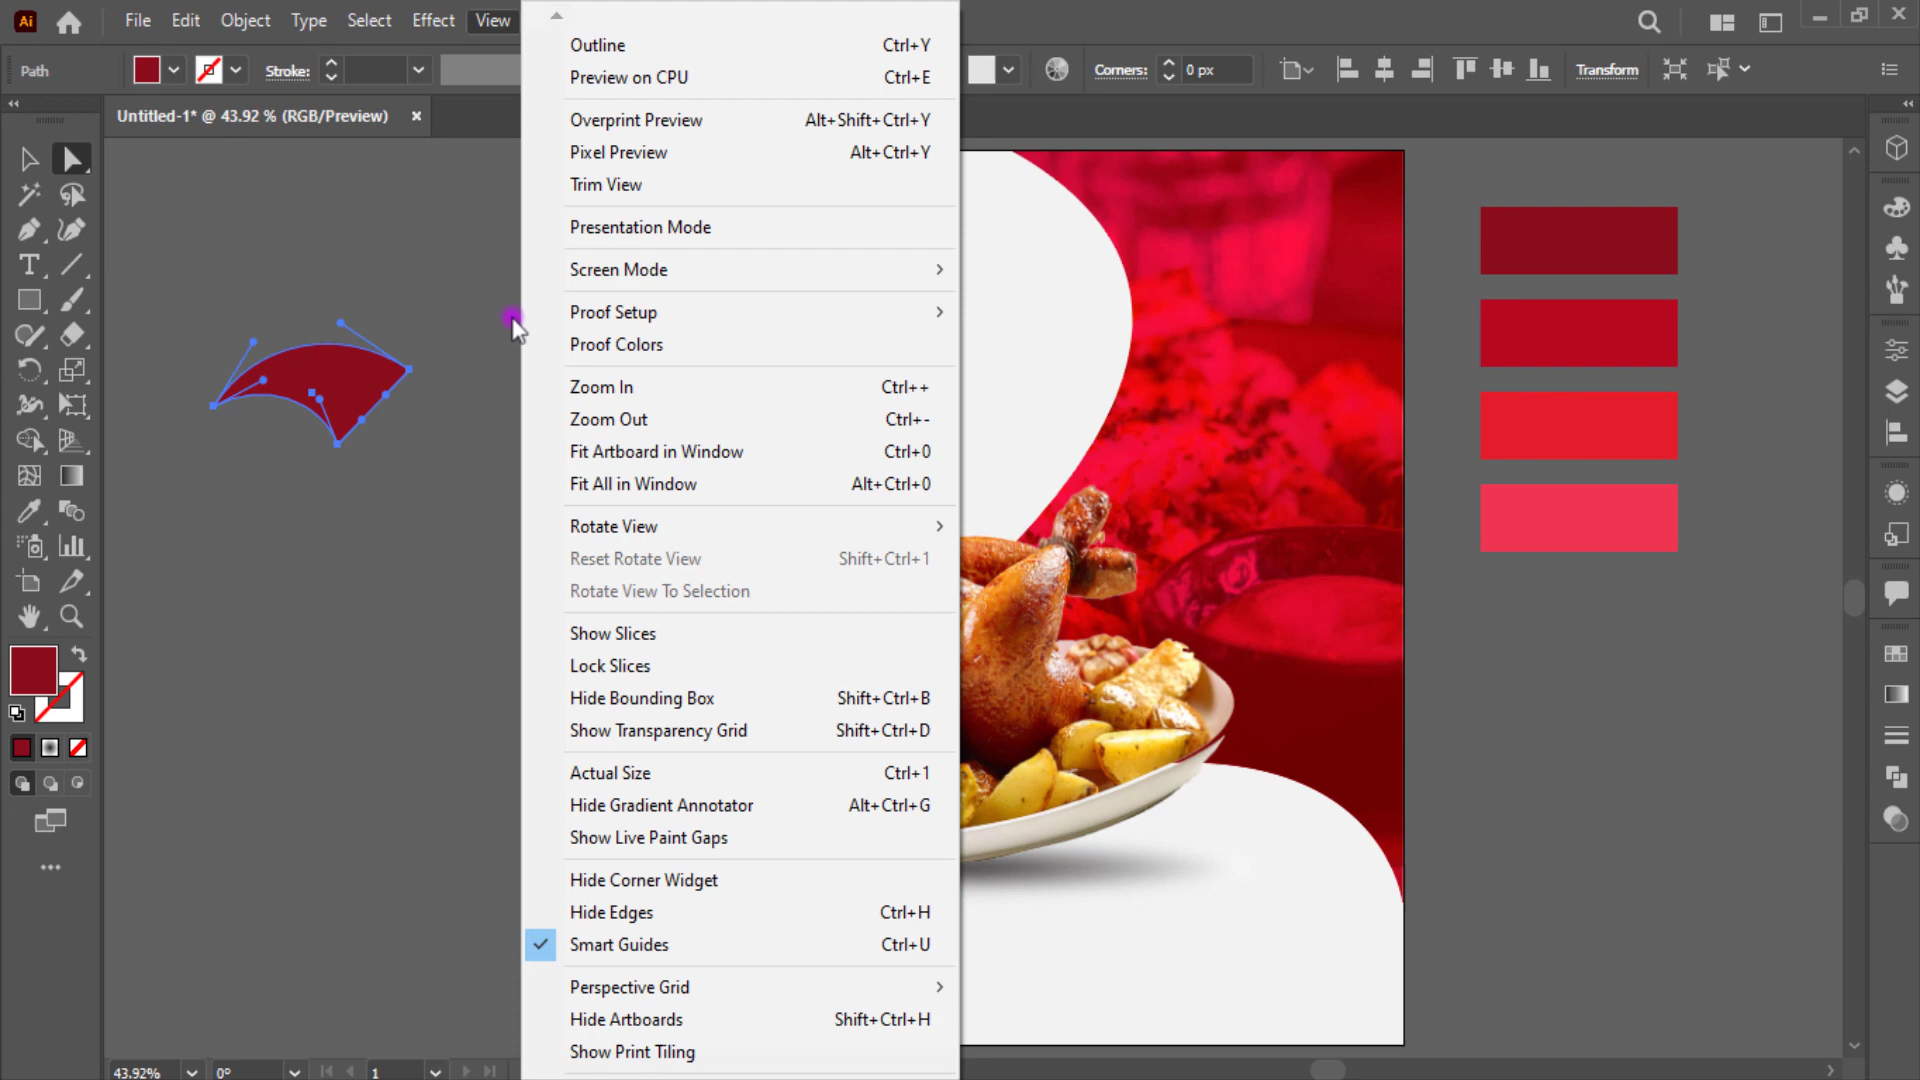 Ai File Edit Object Type Select Effect View
Path Stroke: Corners: 0 px Transform
Untitled-1* @ 43.92 % (RGB/Preview) ×
Outline Ctrl+Y
Preview on CPU Ctrl+E
Overprint Preview Alt+Shift+Ctrl+Y
Pixel Preview Alt+Ctrl+Y
Trim View
Presentation Mode
Screen Mode
Proof Setup
Proof Colors
Zoom In Ctrl++
Zoom Out Ctrl+-
Fit Artboard in Window Ctrl+0
Fit All in Window Alt+Ctrl+0
Rotate View
Reset Rotate View Shift+Ctrl+1
Rotate View To Selection
Show Slices
Lock Slices
Hide Bounding Box Shift+Ctrl+B
Show Transparency Grid Shift+Ctrl+D
Actual Size Ctrl+1
Hide Gradient Annotator Alt+Ctrl+G
Show Live Paint Gaps
Hide Corner Widget
Hide Edges Ctrl+H
Smart Guides Ctrl+U
Perspective Grid
Hide Artboards Shift+Ctrl+H
Show Print Tiling
43.92% 0° 1